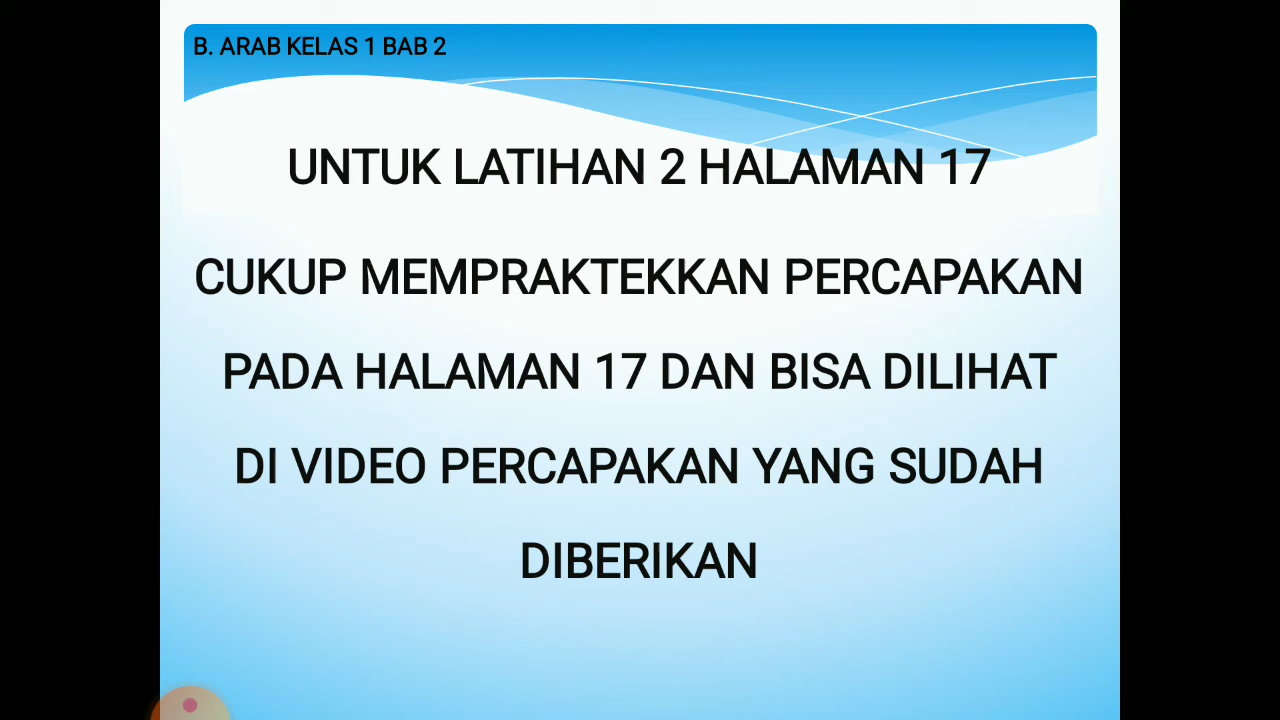 B. ARAB KELAS 1 BAB 2
UNTUK LATIHAN 2 HALAMAN 17
CUKUP MEMPRAKTEKKAN PERCAPAKAN
PADA HALAMAN 17 DAN BISA DILIHAT
DI VIDEO PERCAPAKAN YANG SUDAH
DIBERIKAN